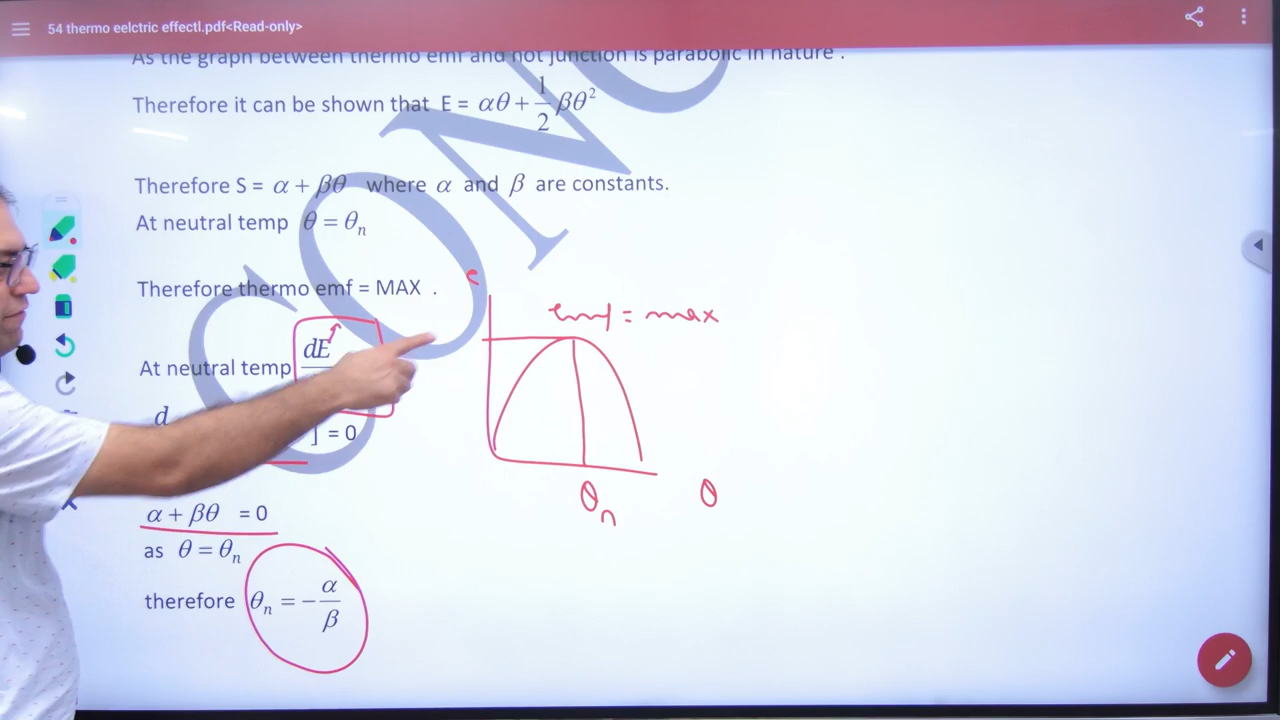 54 thermo eelctric effectl.pdf<Read-only>
As the graph between thermo emf and hot junction is parabolic in nature .
Therefore it can be shown that E = αθ + 1/2 βθ²
Therefore S = α + βθ where α and β are constants.
At neutral temp θ = θₙ
Therefore thermo emf = MAX .
emf = max
At neutral temp dE
d ] = 0
θₙ θ
α + βθ = 0
as θ = θₙ
therefore θₙ = - α/β
CON